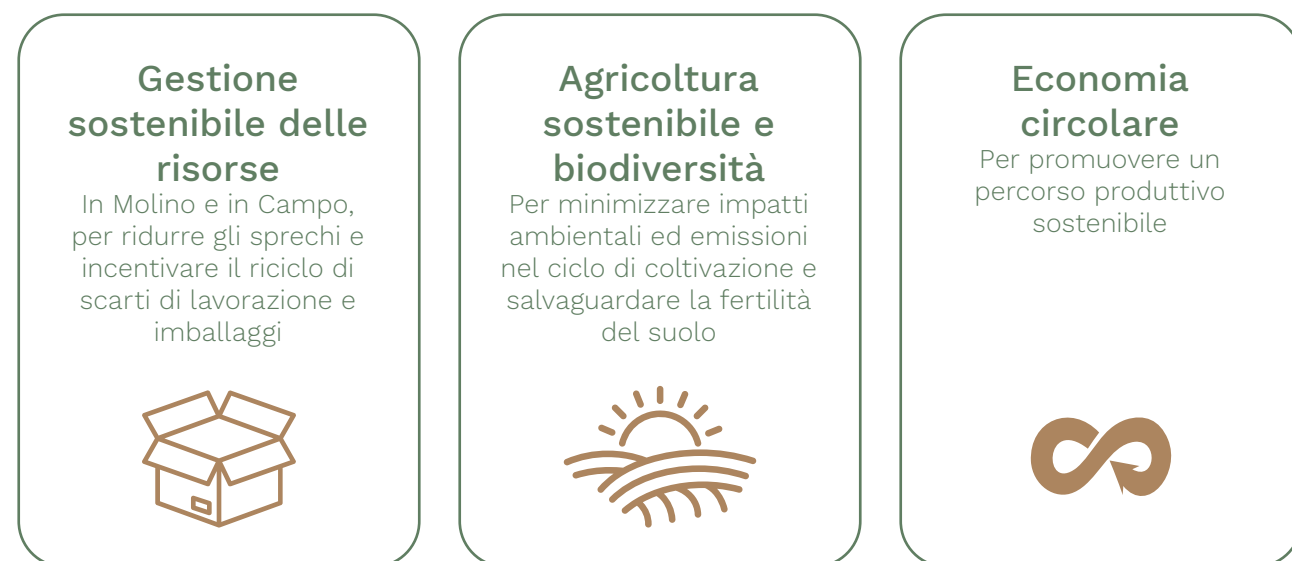 Gestione
sostenibile delle
risorse
In Molino e in Campo,
per ridurre gli sprechi e
incentivare il riciclo di
scarti di lavorazione e
imballaggi
Agricoltura
sostenibile e
biodiversità
Per minimizzare impatti
ambientali ed emissioni
nel ciclo di coltivazione e
salvaguardare la fertilità
del suolo
Economia
circolare
Per promuovere un
percorso produttivo
sostenibile